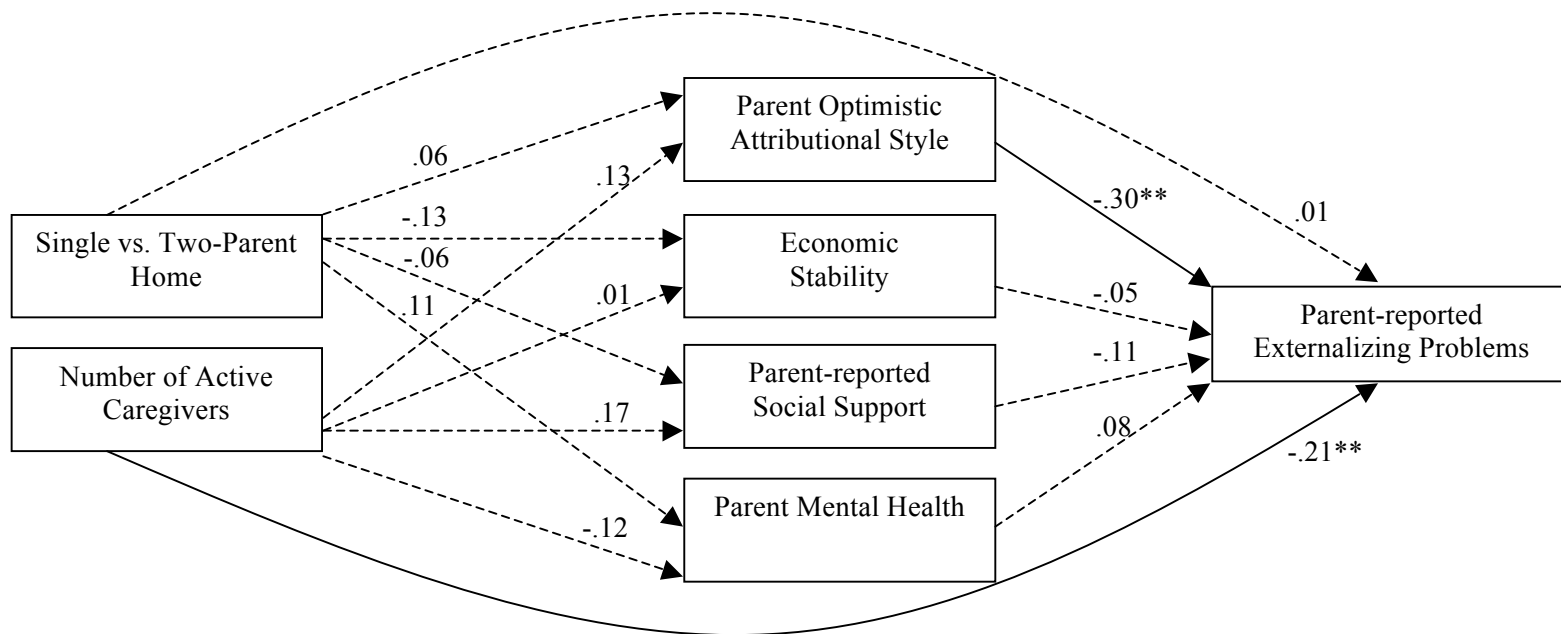 Parent Optimistic
Attributional Style
.06
.13
-.30**
.01
Single vs. Two-Parent
Home
-.13
-.06
.11
Economic
Stability
-.05
Parent-reported
Externalizing Problems
Number of Active
Caregivers
.01
.17
Parent-reported
Social Support
-.11
.08
-.21**
-.12
Parent Mental Health